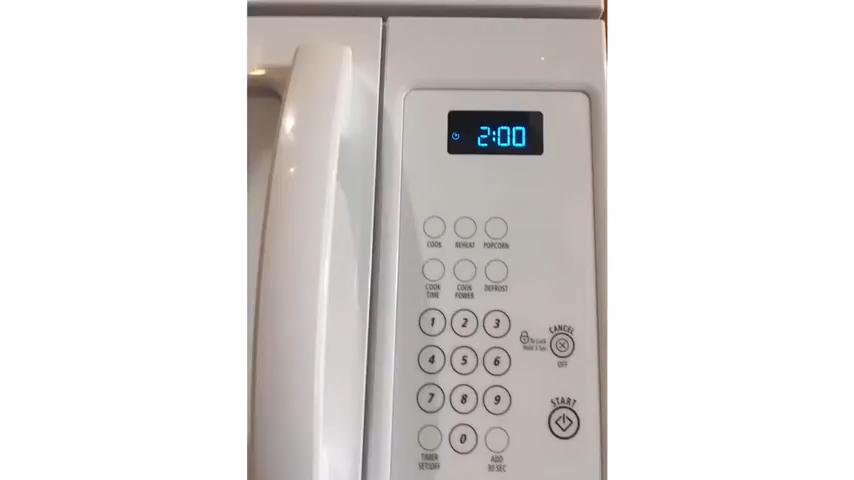 2:00
COOK REHEAT POPCORN
COOK TIME COOK POWER DEFROST
1 2 3
To Lock
Hold 3 Sec
CANCEL
OFF
4 5 6
7 8 9
START
0
TIMER
SET/OFF
ADD
30 SEC